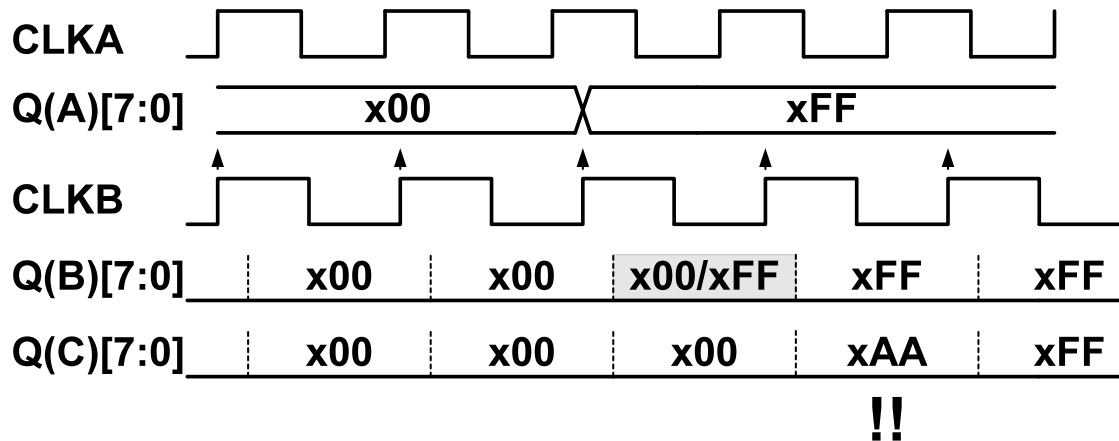 CLKA
Q(A)[7:0] x00 xFF
CLKB
Q(B)[7:0] x00 x00 x00/xFF xFF xFF
Q(C)[7:0] x00 x00 x00 xAA xFF
!!